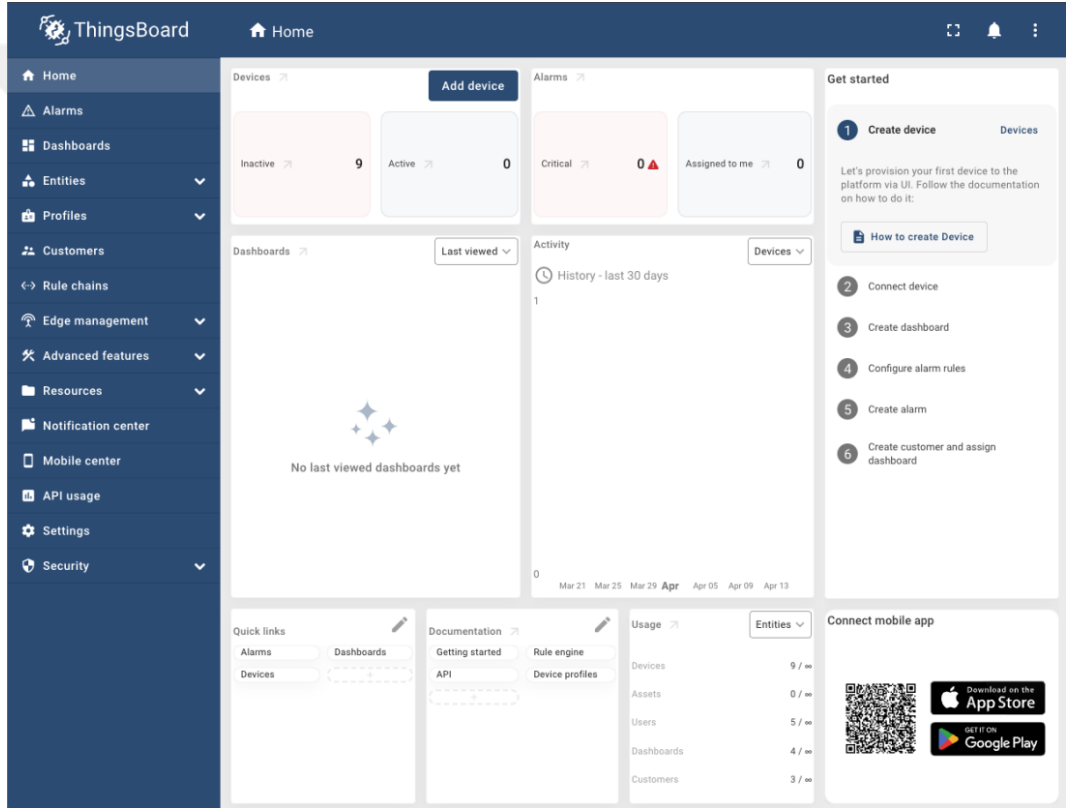 ThingsBoard
Home
Home
Alarms
Dashboards
Entities
Profiles
Customers
Rule chains
Edge management
Advanced features
Resources
Notification center
Mobile center
API usage
Settings
Security
Devices
Add device
Inactive 9
Active 0
Alarms
Critical 0
Assigned to me 0
Dashboards
Last viewed
No last viewed dashboards yet
Activity
Devices
History - last 30 days
1
0
Mar 21 Mar 25 Mar 29 Apr Apr 05 Apr 09 Apr 13
Get started
1 Create device Devices
Let's provision your first device to the
platform via UI. Follow the documentation
on how to do it:
How to create Device
2 Connect device
3 Create dashboard
4 Configure alarm rules
5 Create alarm
6 Create customer and assign
dashboard
Quick links
Alarms Dashboards
Devices +
Documentation
Getting started Rule engine
API Device profiles
+
Usage
Entities
Devices 9 / ∞
Assets 0 / ∞
Users 5 / ∞
Dashboards 4 / ∞
Customers 3 / ∞
Connect mobile app
Download on the
App Store
GET IT ON
Google Play